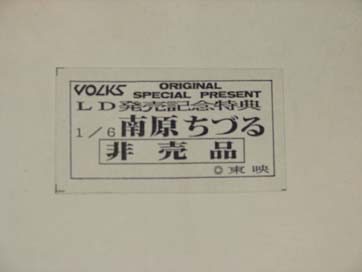 VOLKS ORIGINAL
SPECIAL PRESENT
LD発売記念特典
1/6 南原ちづる
非売品
©東映